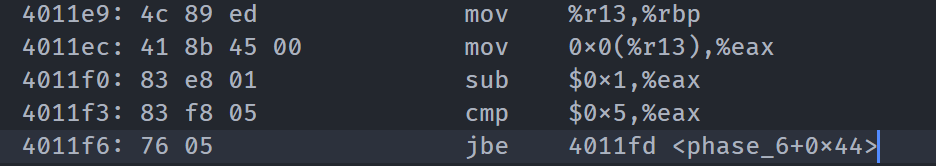 4011e9: 4c 89 ed mov %r13,%rbp
4011ec: 41 8b 45 00 mov 0x0(%r13),%eax
4011f0: 83 e8 01 sub $0x1,%eax
4011f3: 83 f8 05 cmp $0x5,%eax
4011f6: 76 05 jbe 4011fd <phase_6+0x44>